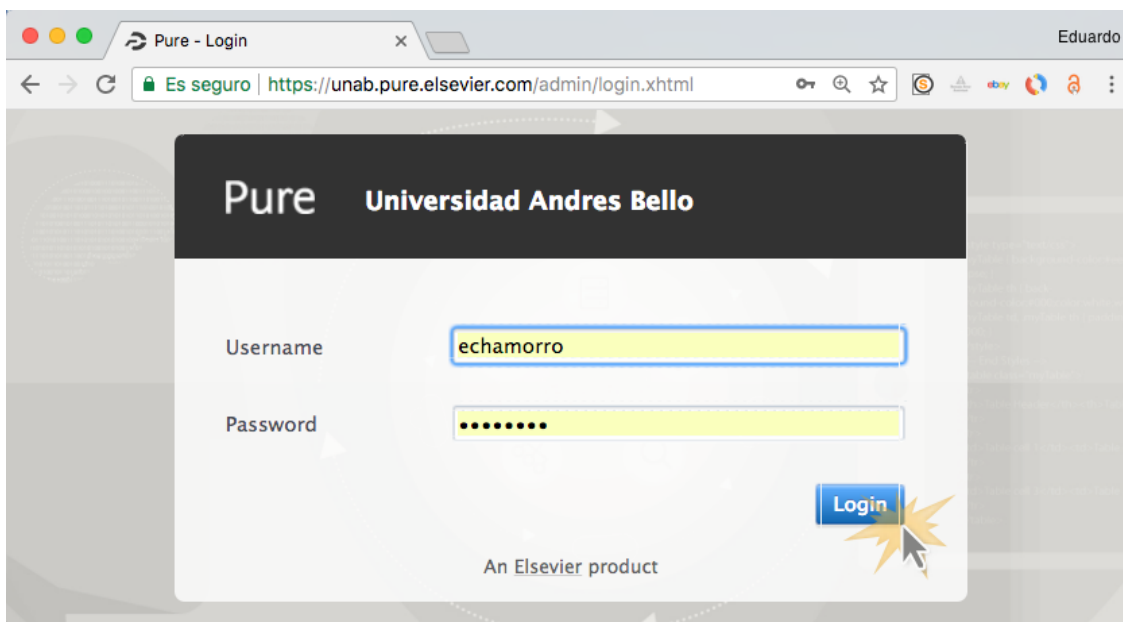 Pure - Login
Eduardo
Es seguro https://unab.pure.elsevier.com/admin/login.xhtml
ebay
Pure Universidad Andres Bello
Username echamorro
Password ••••••••
Login
An Elsevier product